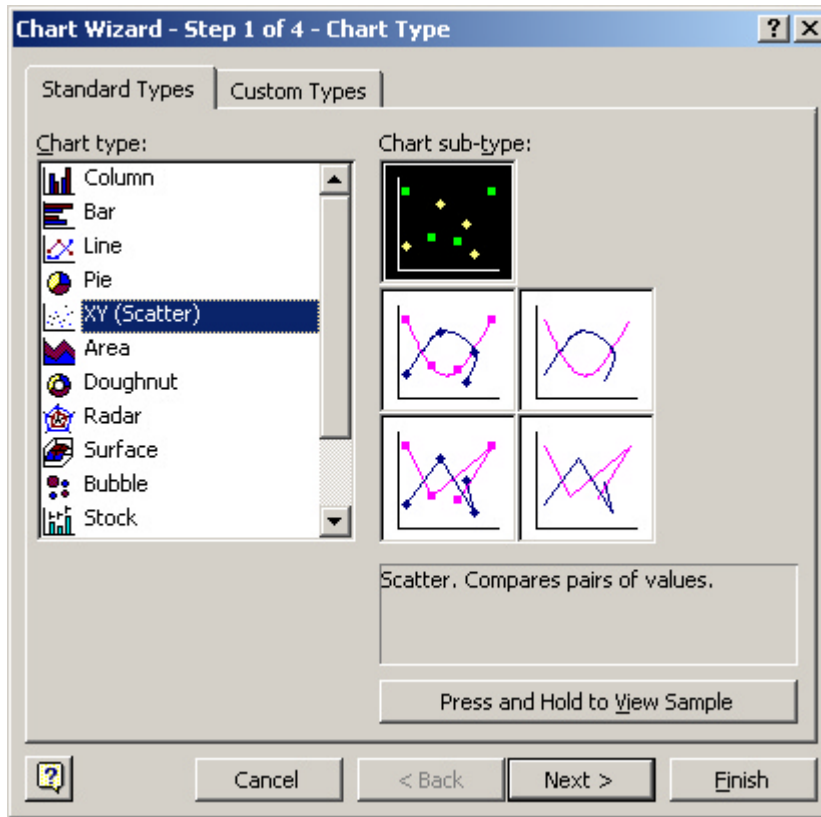 Chart Wizard - Step 1 of 4 - Chart Type
Standard Types
Custom Types
Chart type:
Column
Bar
Line
Pie
XY (Scatter)
Area
Doughnut
Radar
Surface
Bubble
Stock
Chart sub-type:
Scatter. Compares pairs of values.
Press and Hold to View Sample
Cancel
< Back
Next >
Finish